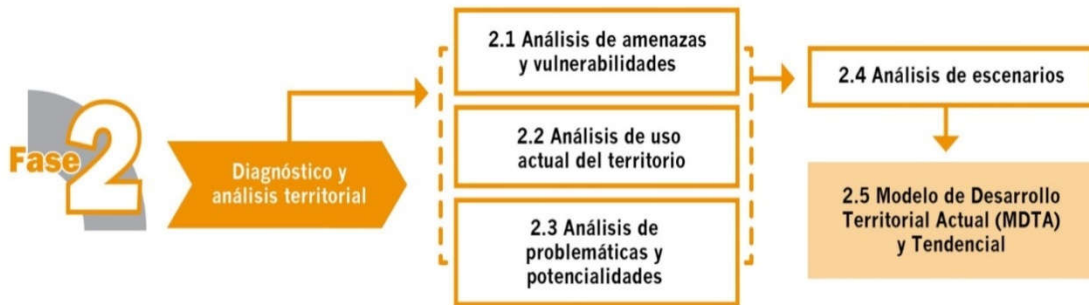 Fase 2
Diagnóstico y
análisis territorial
2.1 Análisis de amenazas
y vulnerabilidades
2.2 Análisis de uso
actual del territorio
2.3 Análisis de
problemáticas y
potencialidades
2.4 Análisis de escenarios
2.5 Modelo de Desarrollo
Territorial Actual (MDTA)
y Tendencial